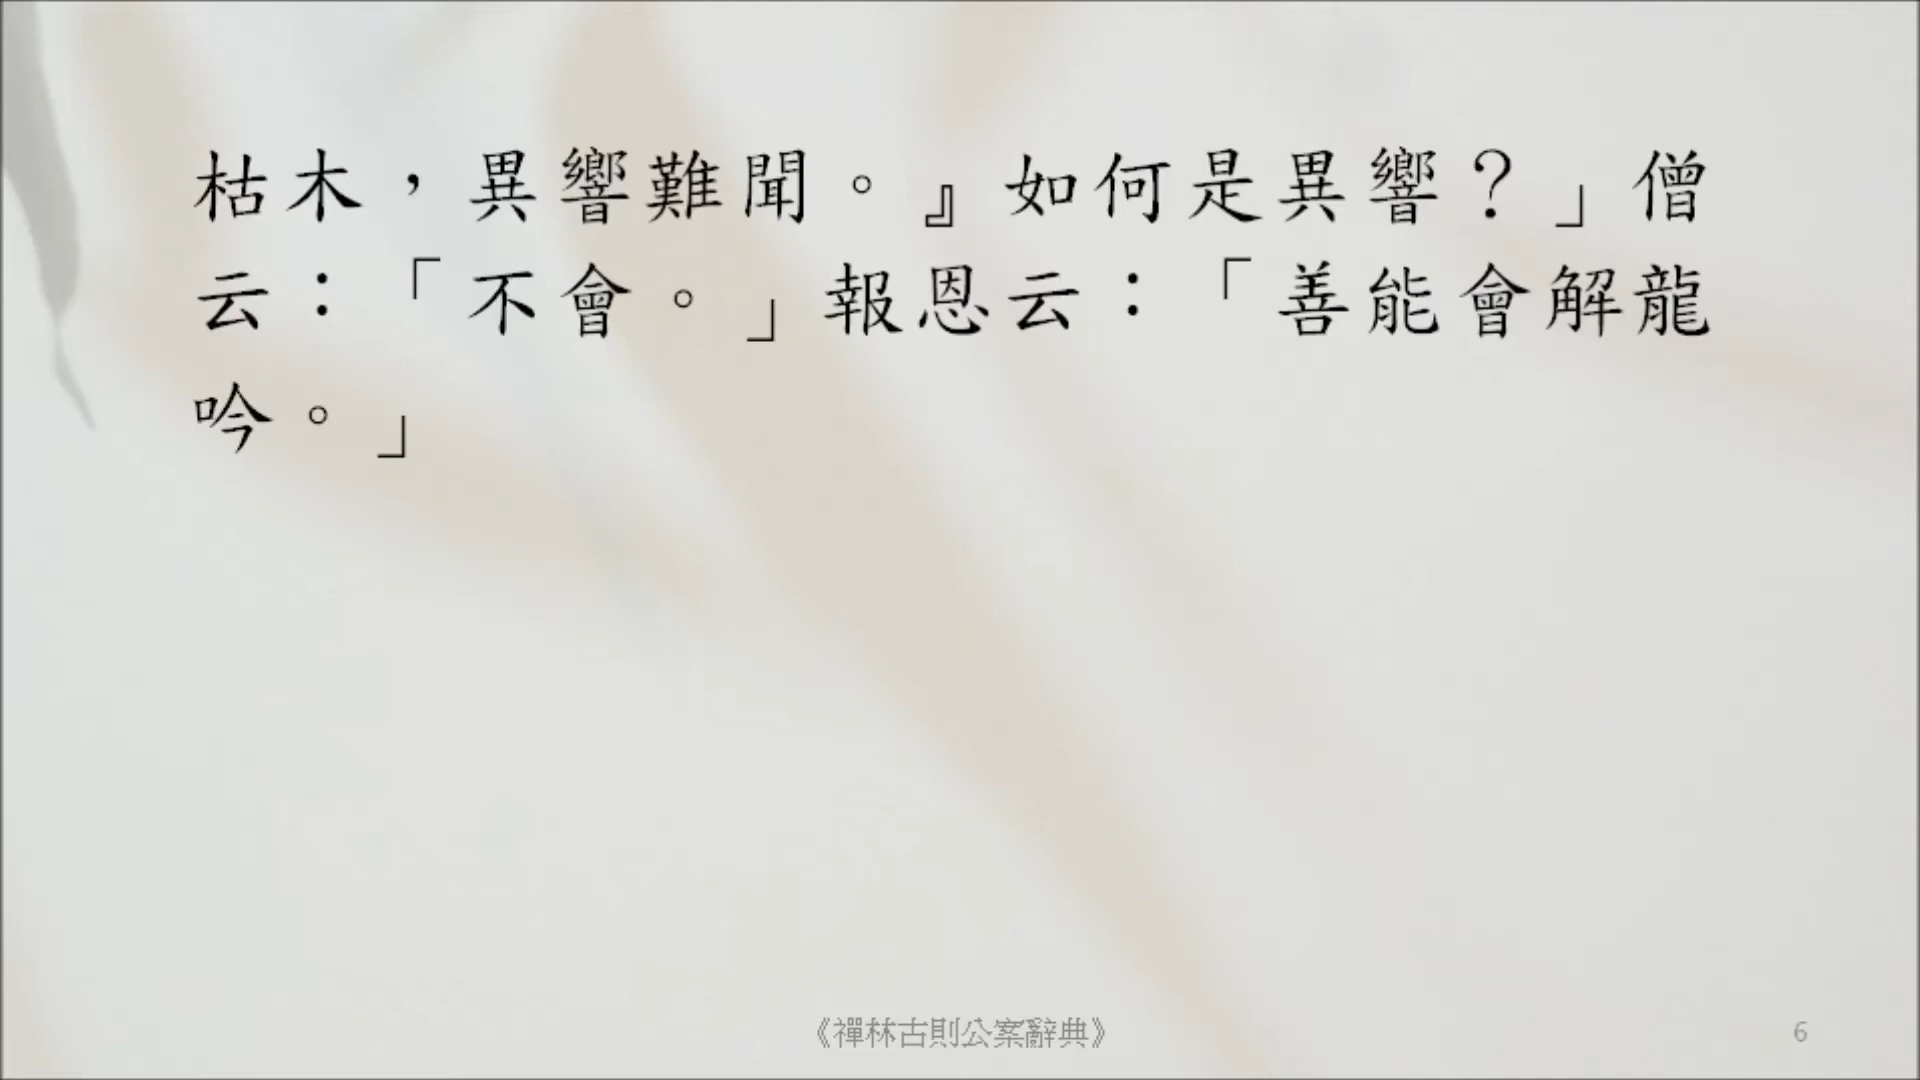 枯木，異響難聞。』如何是異響？」僧
云：「不會。」報恩云：「善能會解龍
吟。」
《禪林古則公案辭典》
6